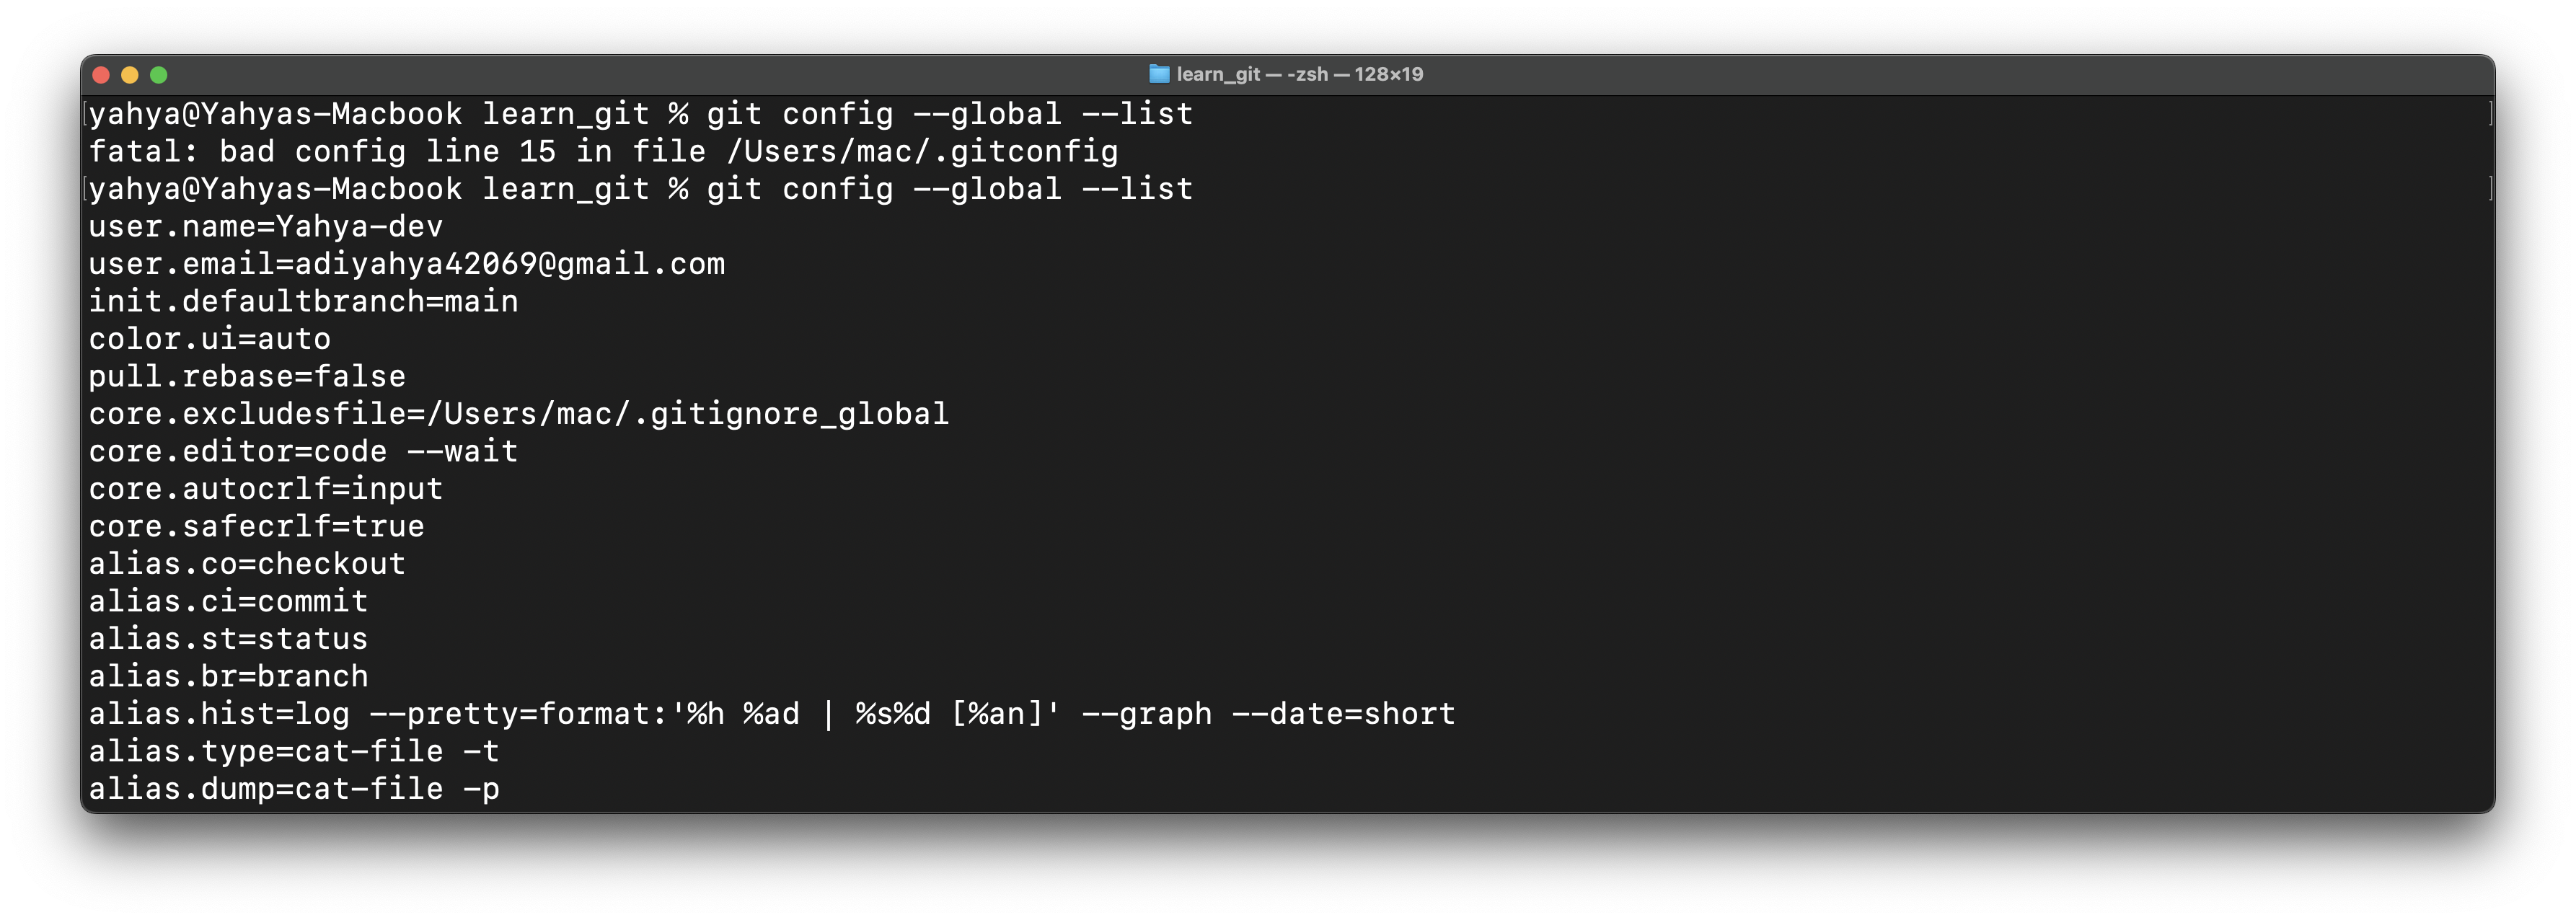 learn_git — -zsh — 128×19
yahya@Yahyas-Macbook learn_git % git config --global --list
fatal: bad config line 15 in file /Users/mac/.gitconfig
yahya@Yahyas-Macbook learn_git % git config --global --list
user.name=Yahya-dev
user.email=adiyahya42069@gmail.com
init.defaultbranch=main
color.ui=auto
pull.rebase=false
core.excludesfile=/Users/mac/.gitignore_global
core.editor=code --wait
core.autocrlf=input
core.safecrlf=true
alias.co=checkout
alias.ci=commit
alias.st=status
alias.br=branch
alias.hist=log --pretty=format:'%h %ad | %s%d [%an]' --graph --date=short
alias.type=cat-file -t
alias.dump=cat-file -p